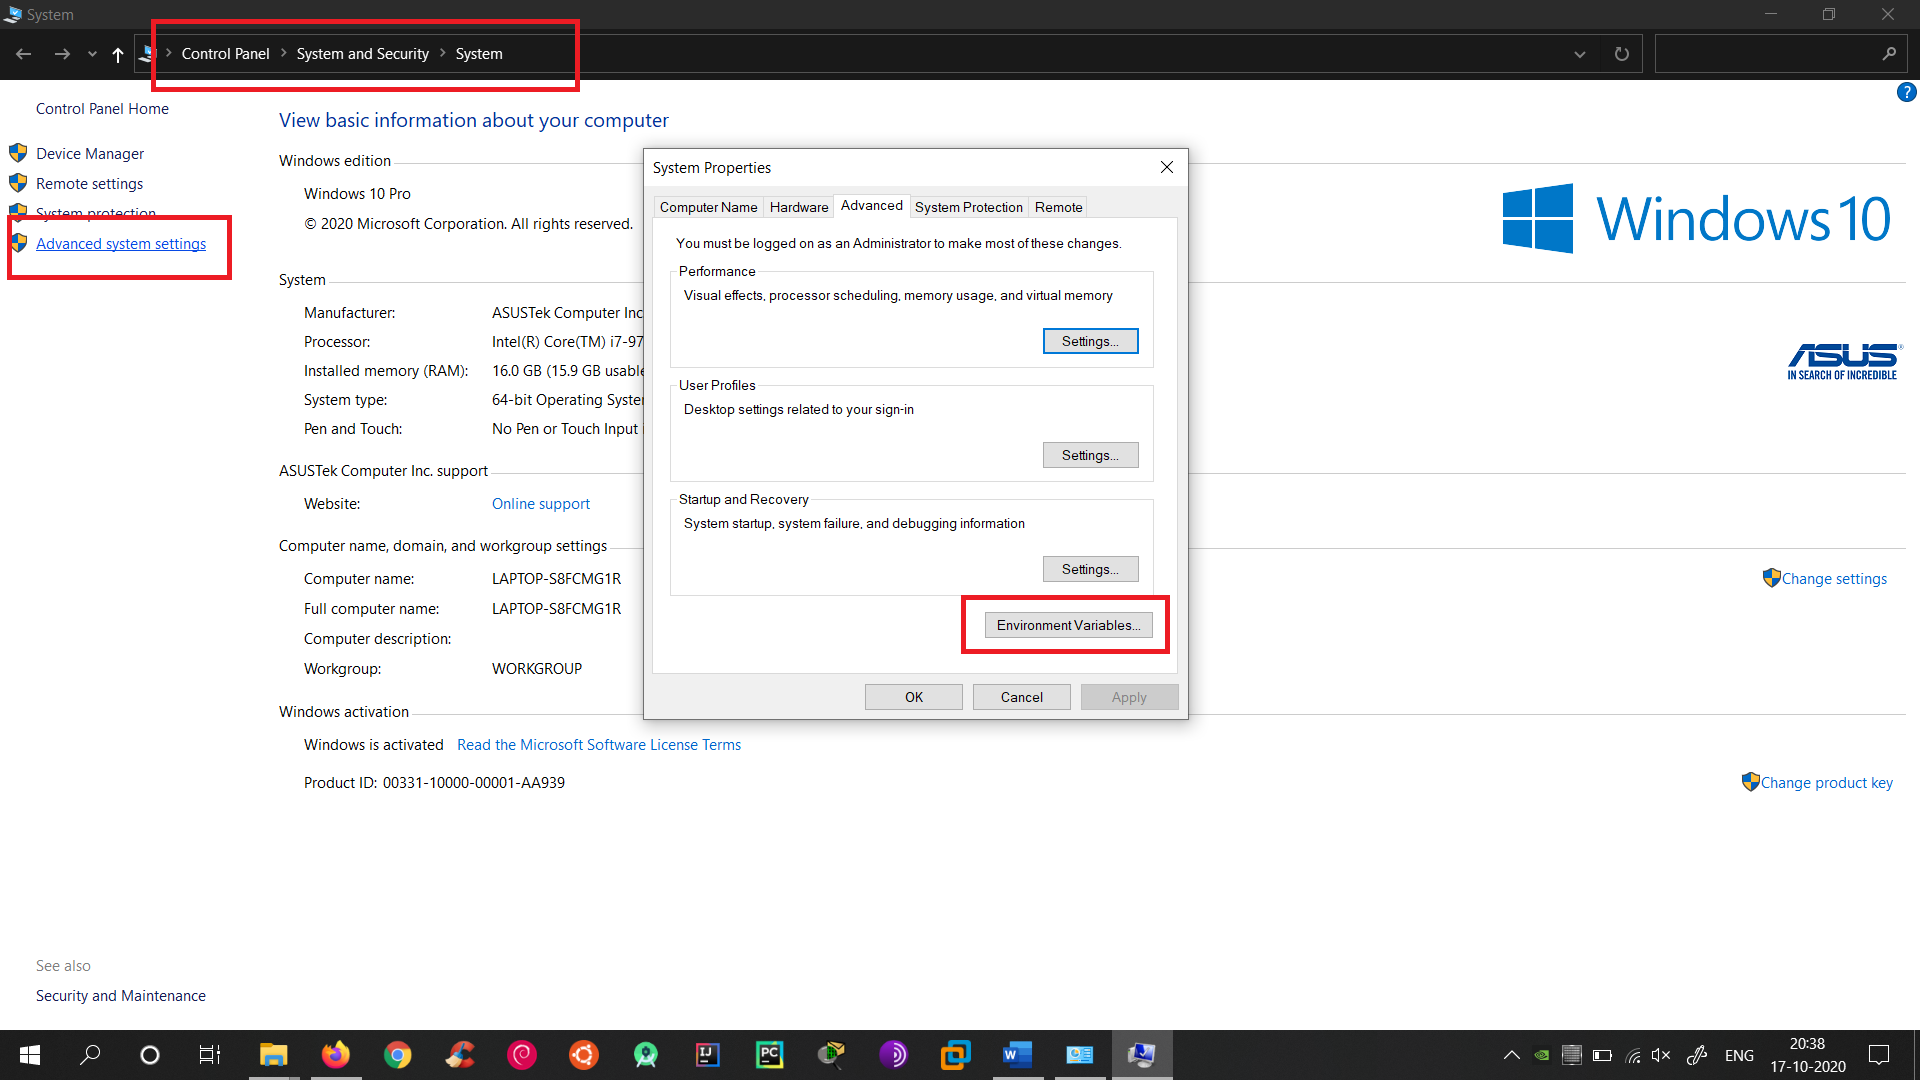 System
Control Panel > System and Security > System
Control Panel Home
Device Manager
Remote settings
System protection
Advanced system settings
View basic information about your computer
Windows edition
Windows 10 Pro
© 2020 Microsoft Corporation. All rights reserved.
Windows 10
System
Manufacturer: ASUSTek Computer Inc
Processor: Intel(R) Core(TM) i7-97
Installed memory (RAM): 16.0 GB (15.9 GB usable
System type: 64-bit Operating Syste
Pen and Touch: No Pen or Touch Input
ASUS
IN SEARCH OF INCREDIBLE
ASUSTek Computer Inc. support
Website: Online support
Computer name, domain, and workgroup settings
Computer name: LAPTOP-S8FCMG1R
Full computer name: LAPTOP-S8FCMG1R
Computer description:
Workgroup: WORKGROUP
Change settings
Windows activation
Windows is activated Read the Microsoft Software License Terms
Product ID: 00331-10000-00001-AA939
Change product key
See also
Security and Maintenance
System Properties
Computer Name Hardware Advanced System Protection Remote
You must be logged on as an Administrator to make most of these changes.
Performance
Visual effects, processor scheduling, memory usage, and virtual memory
Settings...
User Profiles
Desktop settings related to your sign-in
Settings...
Startup and Recovery
System startup, system failure, and debugging information
Settings...
Environment Variables...
OK Cancel Apply
IJ
PC
W
ENG
20:38
17-10-2020